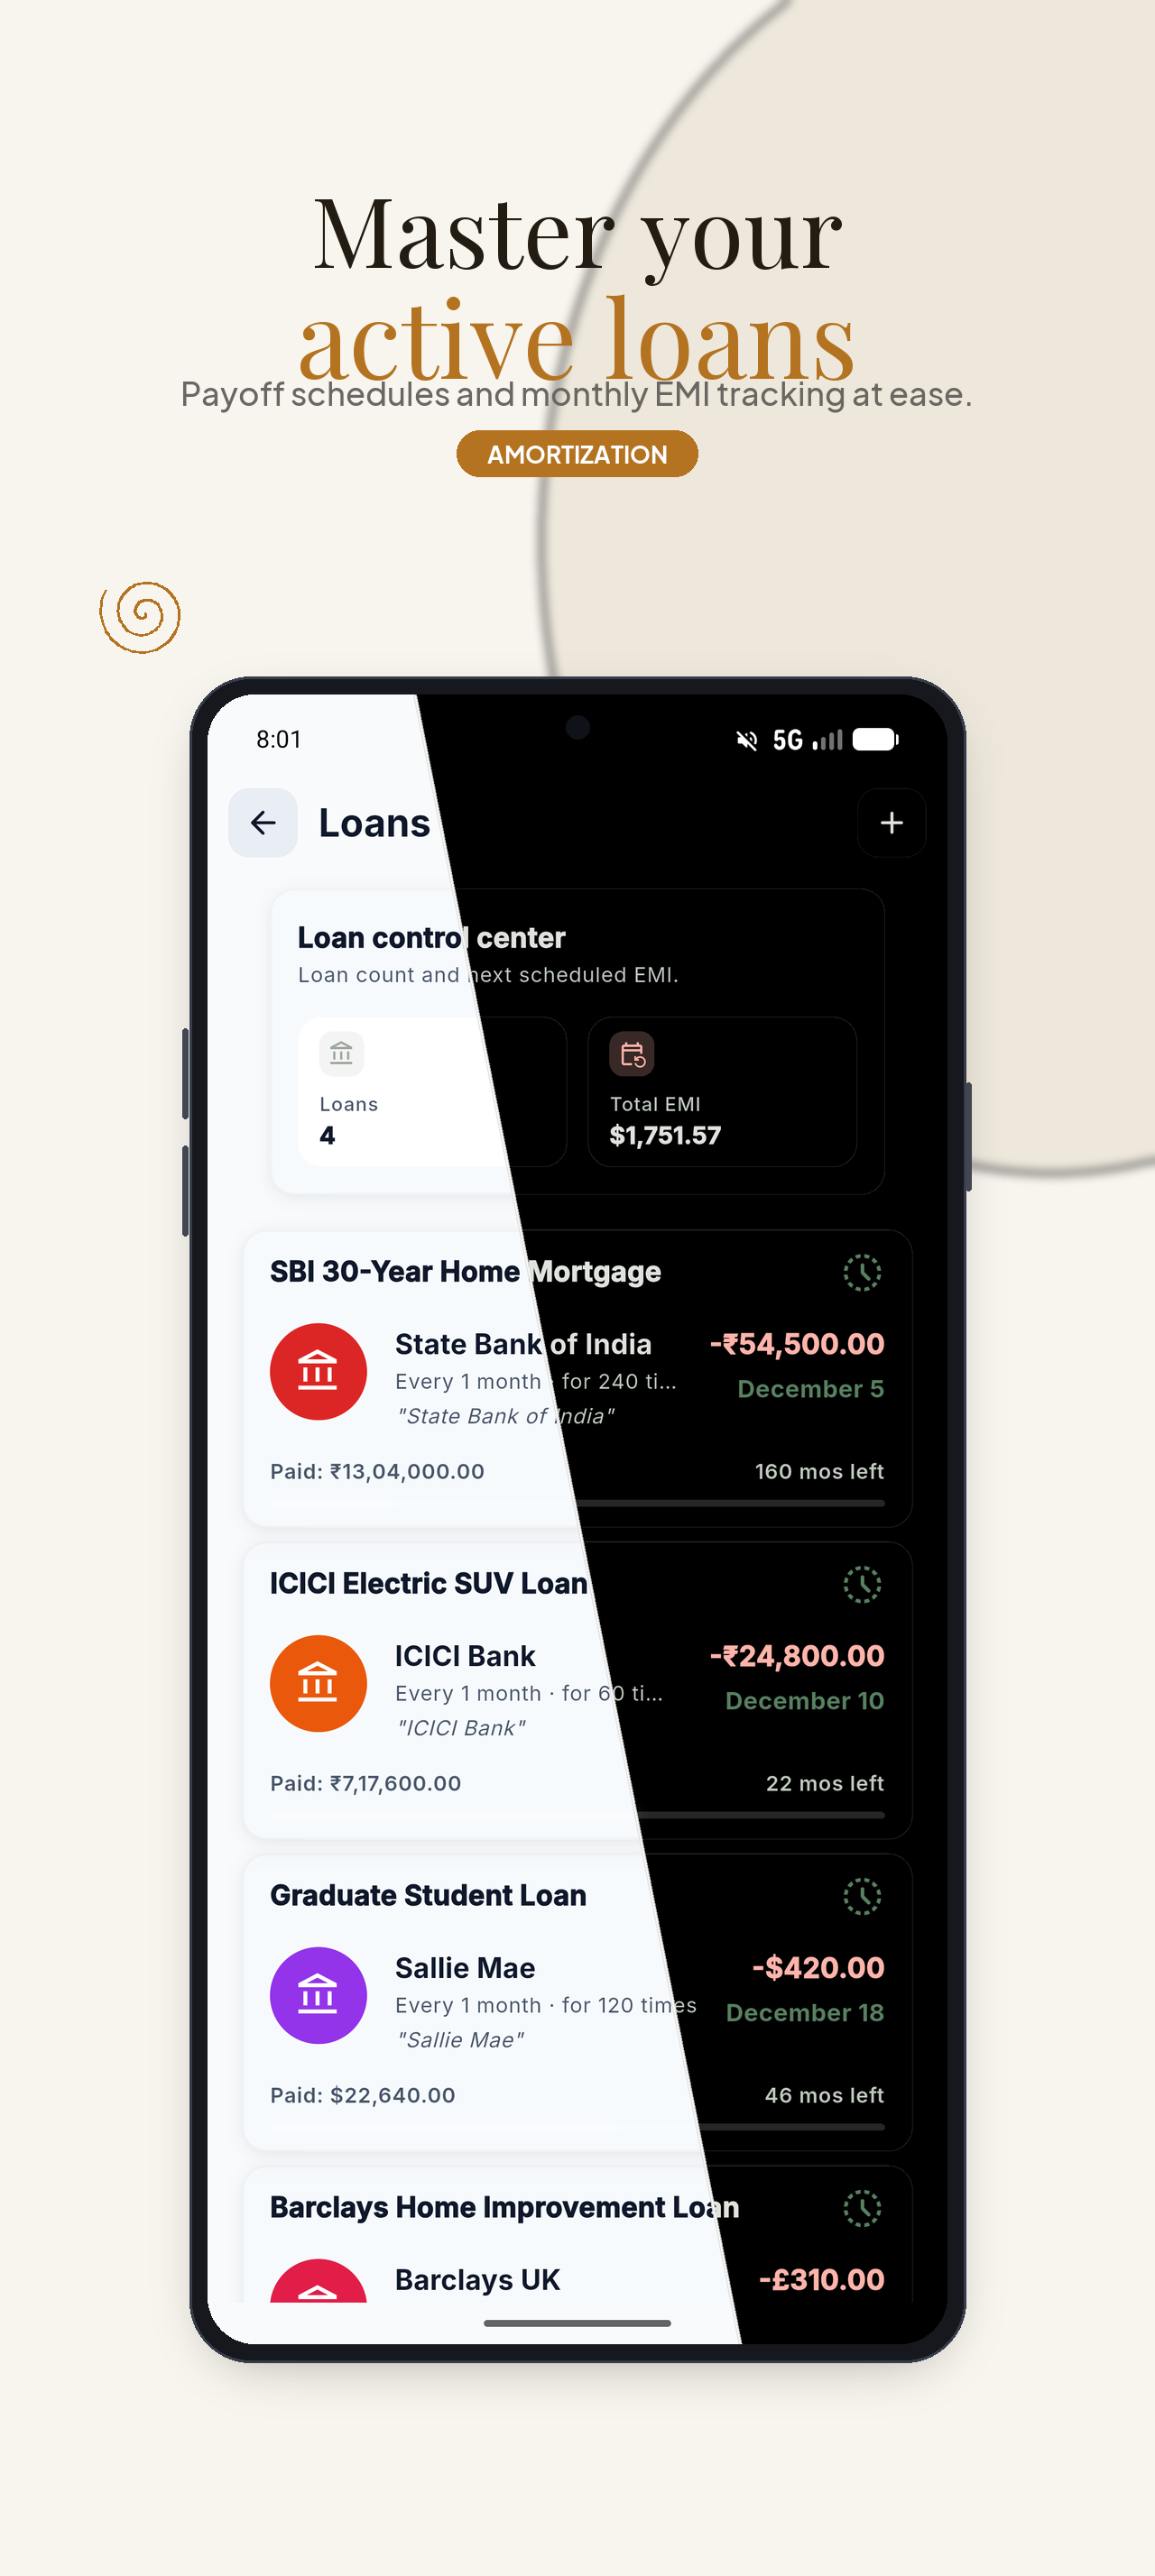 Master your
active loans
Payoff schedules and monthly EMI tracking at ease.
AMORTIZATION
8:01
5G
Loans
Loan control center
Loan count and next scheduled EMI.
Loans
4
Total EMI
$1,751.57
SBI 30-Year Home Mortgage
State Bank of India
-₹54,500.00
Every 1 month · for 240 ti...
December 5
"State Bank of India"
Paid: ₹13,04,000.00
160 mos left
ICICI Electric SUV Loan
ICICI Bank
-₹24,800.00
Every 1 month · for 60 ti...
December 10
"ICICI Bank"
Paid: ₹7,17,600.00
22 mos left
Graduate Student Loan
Sallie Mae
-$420.00
Every 1 month · for 120 times
December 18
"Sallie Mae"
Paid: $22,640.00
46 mos left
Barclays Home Improvement Loan
Barclays UK
-£310.00